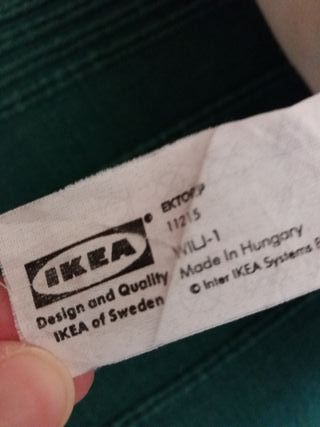 IKEA®
Design and Quality
IKEA of Sweden
EKTORP
11215
Made in Hungary
© Inter IKEA Systems B